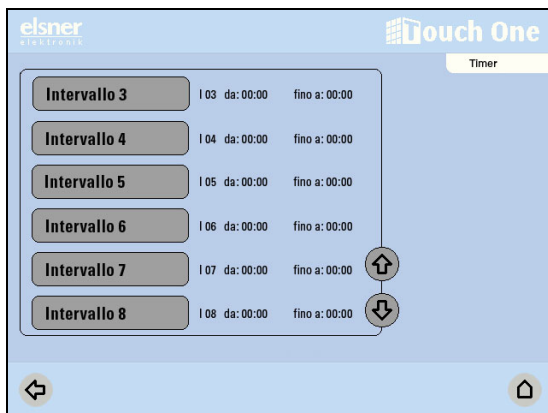 elsner
elektronik
Touch One
Timer
Intervallo 3 I 03 da: 00:00 fino a: 00:00
Intervallo 4 I 04 da: 00:00 fino a: 00:00
Intervallo 5 I 05 da: 00:00 fino a: 00:00
Intervallo 6 I 06 da: 00:00 fino a: 00:00
Intervallo 7 I 07 da: 00:00 fino a: 00:00
Intervallo 8 I 08 da: 00:00 fino a: 00:00